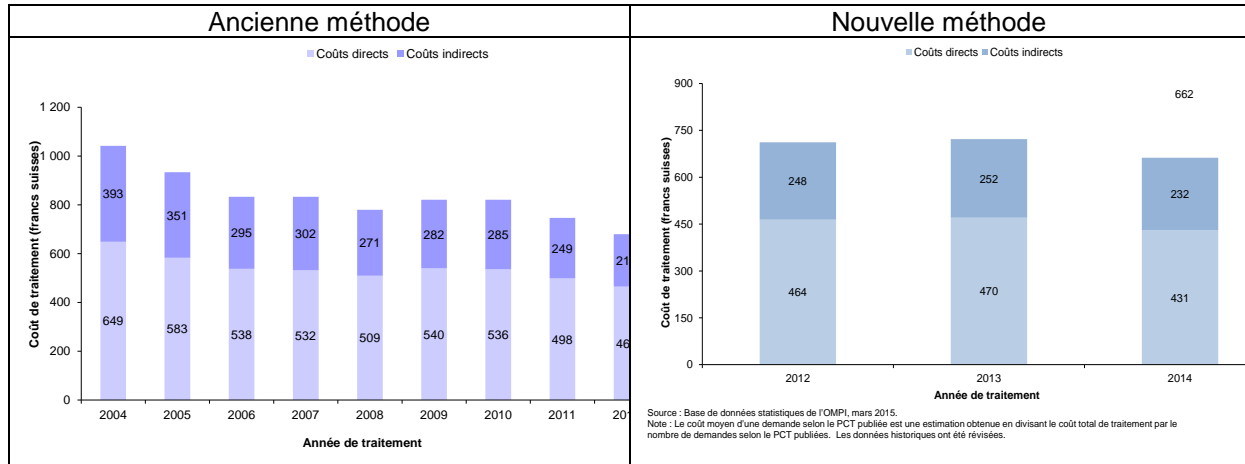 Ancienne méthode
Coûts directs Coûts indirects
Coût de traitement (francs suisses)
1 200
1 000
800
600
400
200
0
393 351 295 302 271 282 285 249 21
649 583 538 532 509 540 536 498 46
2004 2005 2006 2007 2008 2009 2010 2011 201
Année de traitement
Nouvelle méthode
Coûts directs Coûts indirects
Coût de traitement (francs suisses)
900
750
600
450
300
150
0
662
248 252 232
464 470 431
2012 2013 2014
Année de traitement
Source : Base de données statistiques de l'OMPI, mars 2015.
Note : Le coût moyen d'une demande selon le PCT publiée est une estimation obtenue en divisant le coût total de traitement par le
nombre de demandes selon le PCT publiées. Les données historiques ont été révisées.